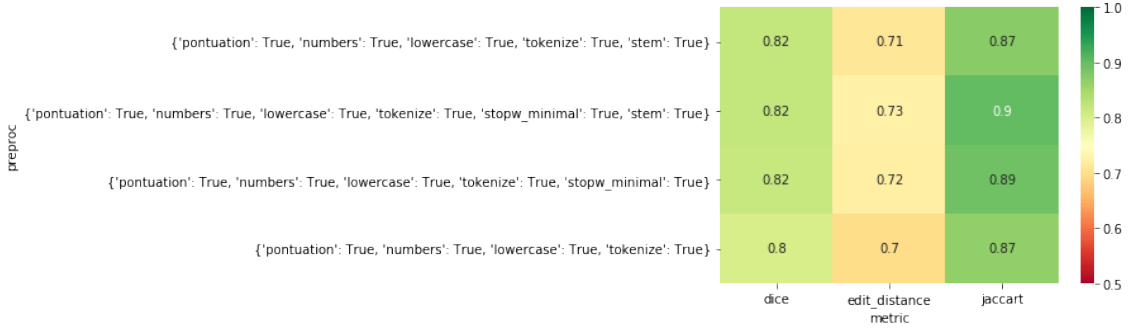 {'pontuation': True, 'numbers': True, 'lowercase': True, 'tokenize': True, 'stem': True}
0.82 0.71 0.87
{'pontuation': True, 'numbers': True, 'lowercase': True, 'tokenize': True, 'stopw_minimal': True, 'stem': True}
0.82 0.73 0.9
{'pontuation': True, 'numbers': True, 'lowercase': True, 'tokenize': True, 'stopw_minimal': True}
0.82 0.72 0.89
{'pontuation': True, 'numbers': True, 'lowercase': True, 'tokenize': True}
0.8 0.7 0.87
preproc
dice edit_distance jaccart
metric
1.0
0.9
0.8
0.7
0.6
0.5